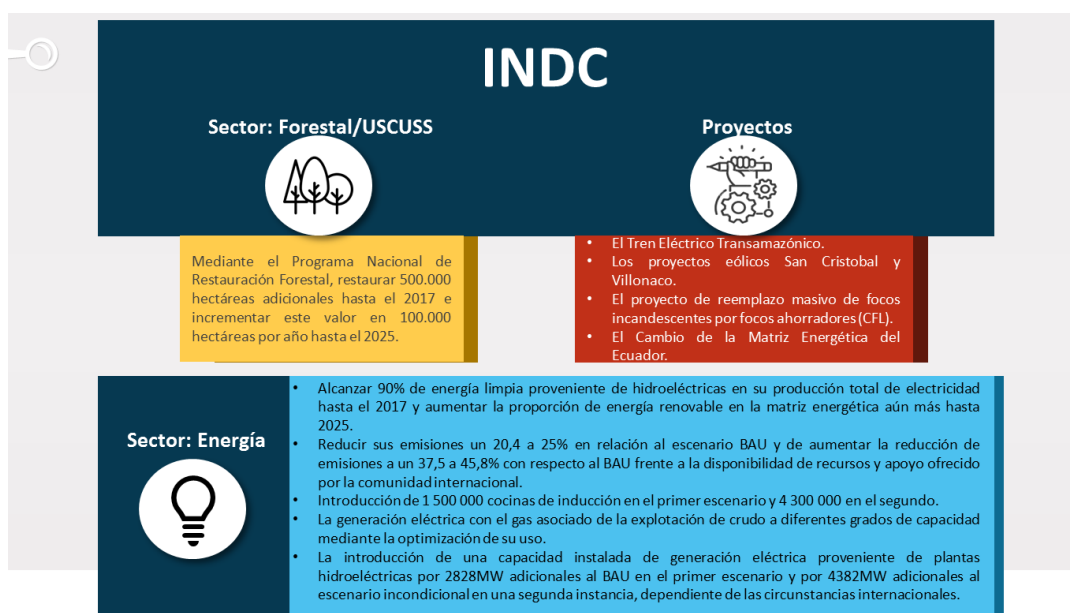 INDC
Sector: Forestal/USCUSS
Proyectos
Mediante el Programa Nacional de
Restauración Forestal, restaurar 500.000
hectáreas adicionales hasta el 2017 e
incrementar este valor en 100.000
hectáreas por año hasta el 2025.
• El Tren Eléctrico Transamazónico.
• Los proyectos eólicos San Cristobal y
Villonaco.
• El proyecto de reemplazo masivo de focos
incandescentes por focos ahorradores (CFL).
• El Cambio de la Matriz Energética del
Ecuador.
Sector: Energía
• Alcanzar 90% de energía limpia proveniente de hidroeléctricas en su producción total de electricidad
hasta el 2017 y aumentar la proporción de energía renovable en la matriz energética aún más hasta
2025.
• Reducir sus emisiones un 20,4 a 25% en relación al escenario BAU y de aumentar la reducción de
emisiones a un 37,5 a 45,8% con respecto al BAU frente a la disponibilidad de recursos y apoyo ofrecido
por la comunidad internacional.
• Introducción de 1 500 000 cocinas de inducción en el primer escenario y 4 300 000 en el segundo.
• La generación eléctrica con el gas asociado de la explotación de crudo a diferentes grados de capacidad
mediante la optimización de su uso.
• La introducción de una capacidad instalada de generación eléctrica proveniente de plantas
hidroeléctricas por 2828MW adicionales al BAU en el primer escenario y por 4382MW adicionales al
escenario incondicional en una segunda instancia, dependiente de las circunstancias internacionales.